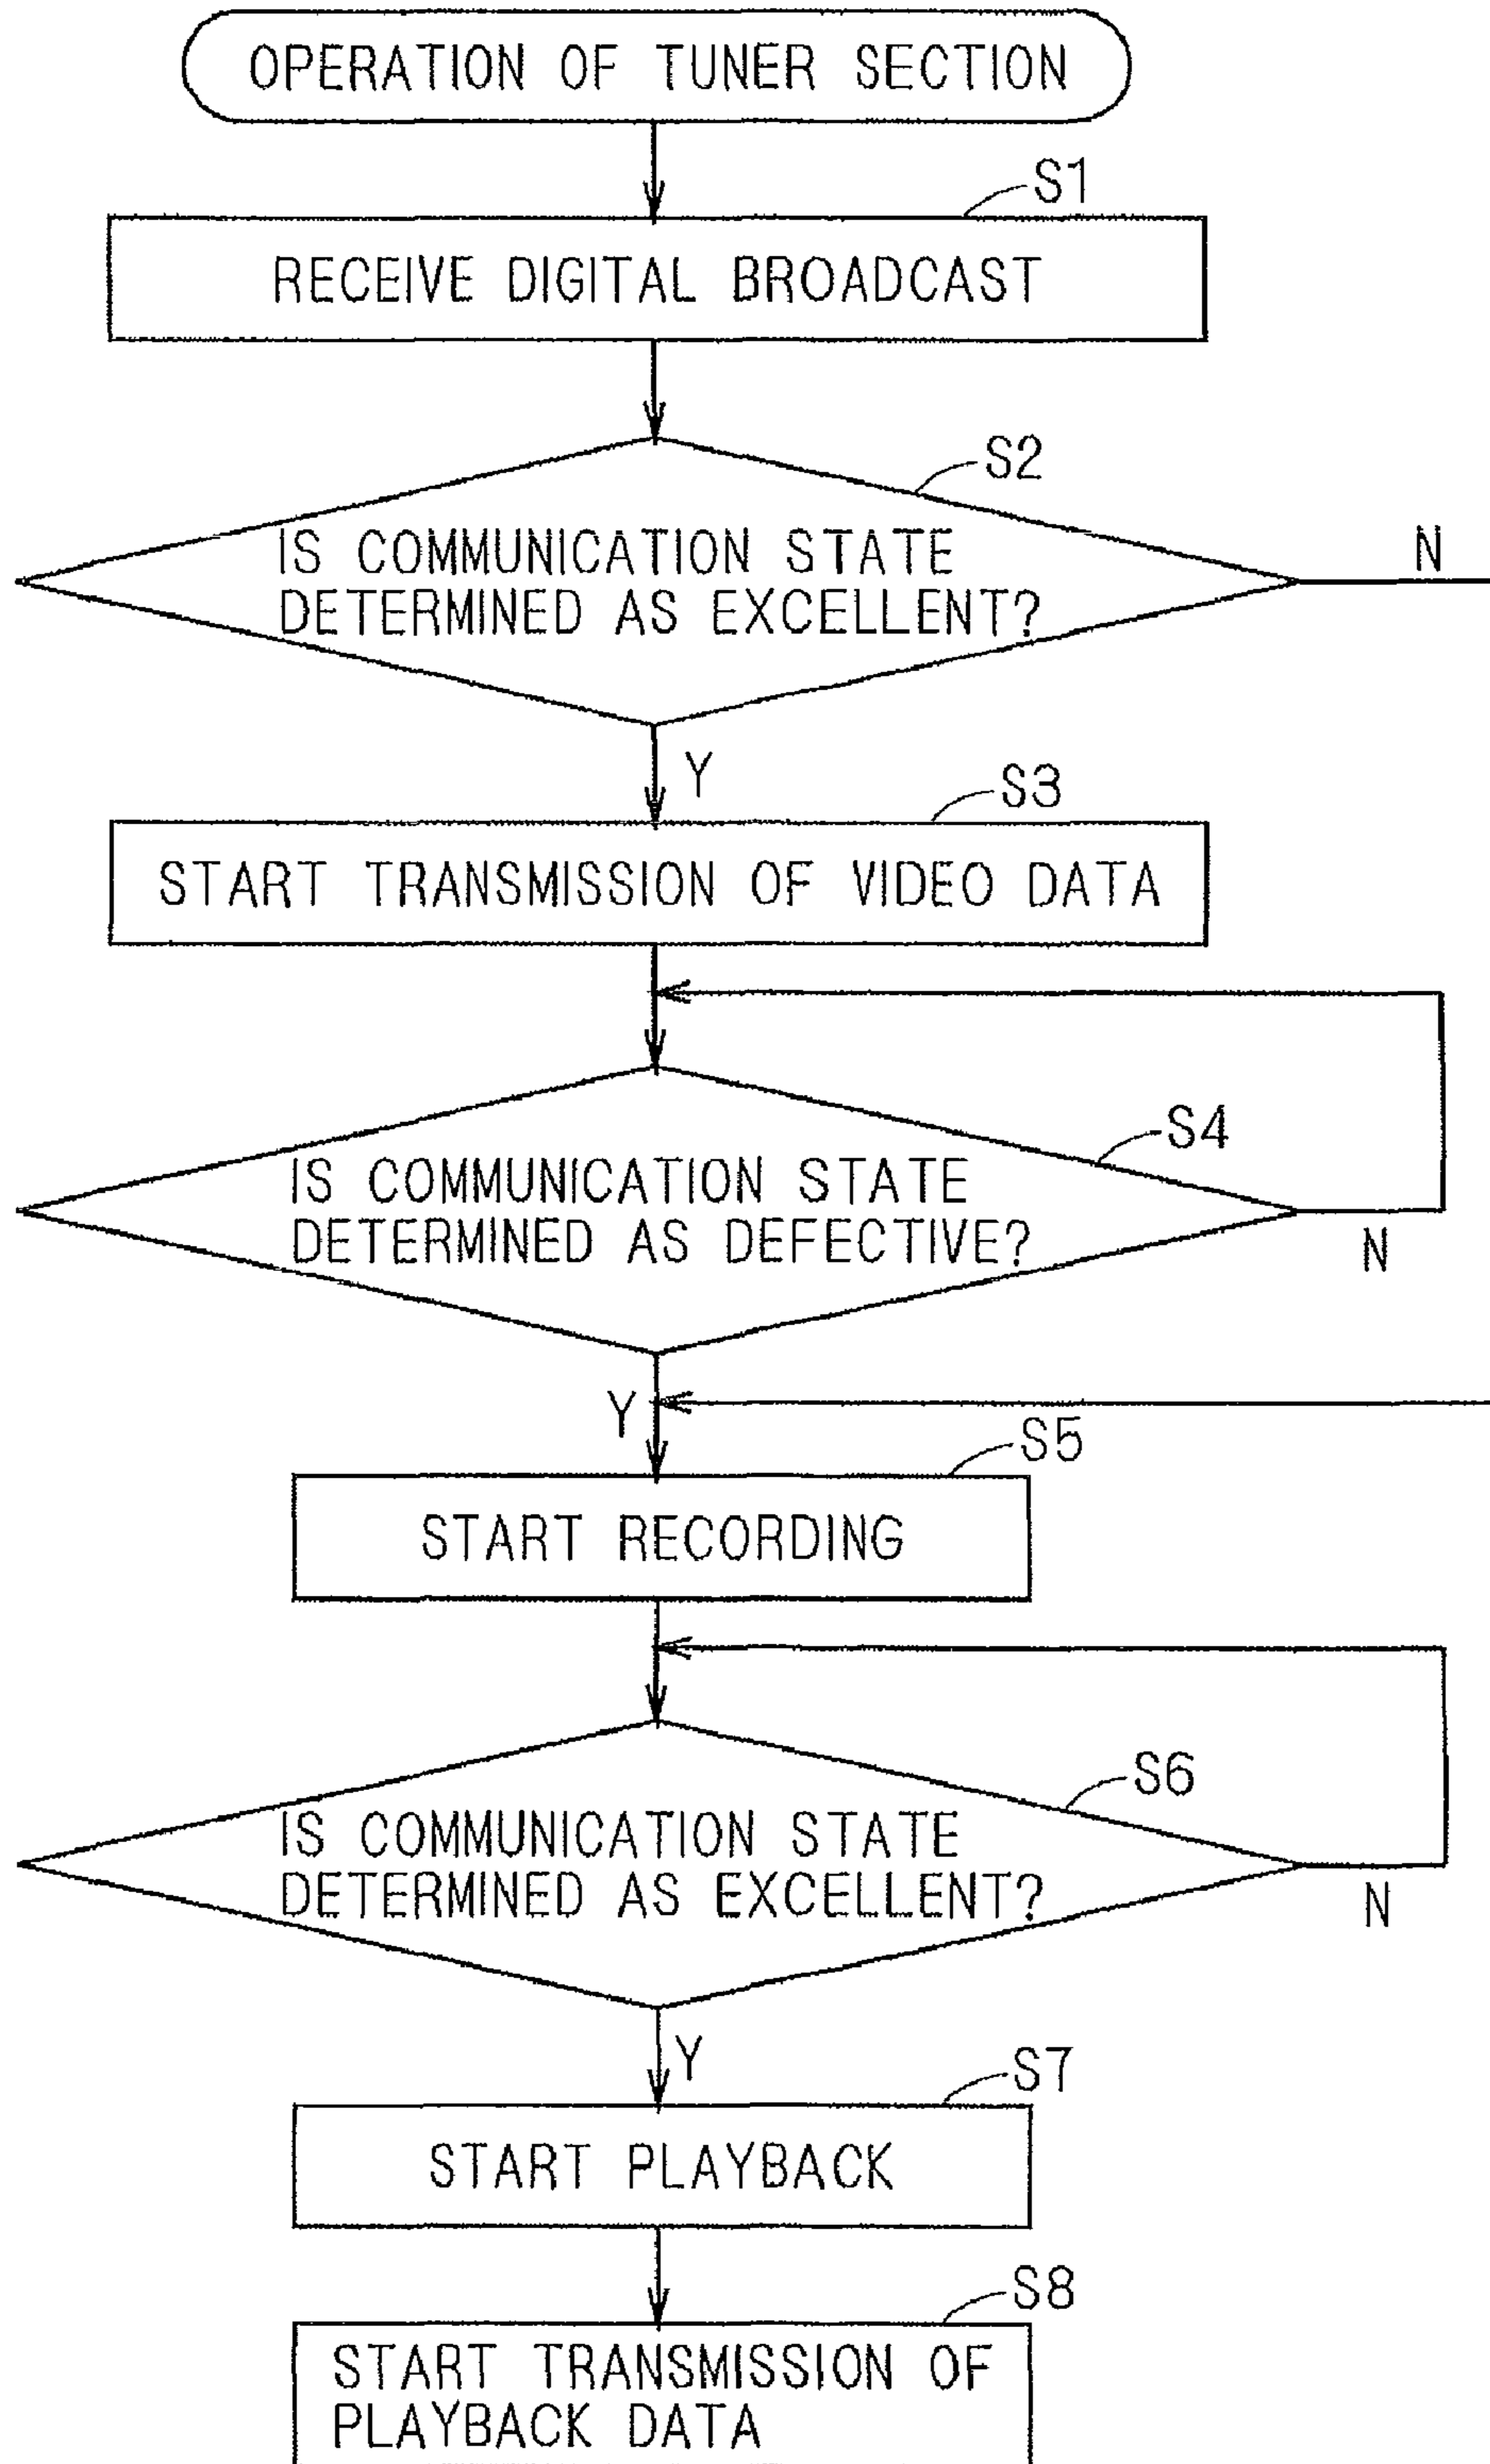 OPERATION OF TUNER SECTION
S1
RECEIVE DIGITAL BROADCAST
S2
IS COMMUNICATION STATE
DETERMINED AS EXCELLENT?
N
Y
S3
START TRANSMISSION OF VIDEO DATA
S4
IS COMMUNICATION STATE
DETERMINED AS DEFECTIVE?
N
Y
S5
START RECORDING
S6
IS COMMUNICATION STATE
DETERMINED AS EXCELLENT?
N
Y
S7
START PLAYBACK
S8
START TRANSMISSION OF
PLAYBACK DATA